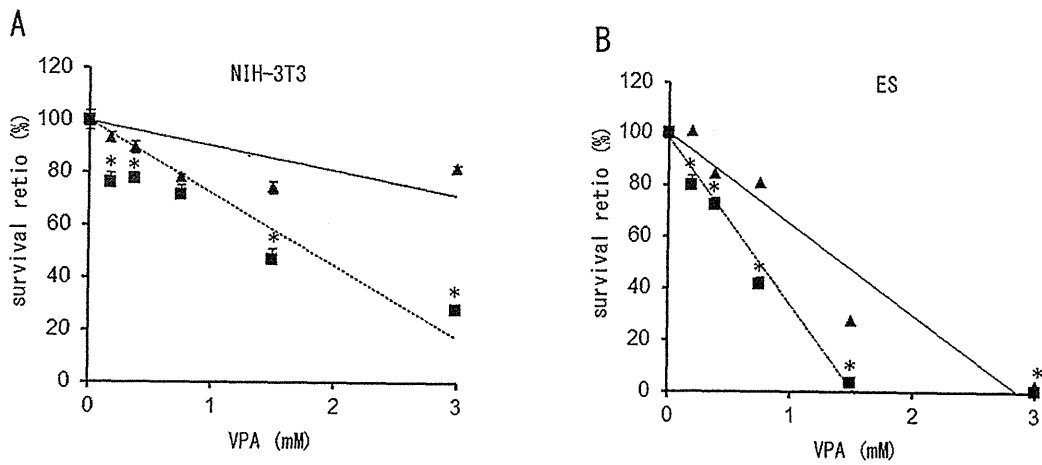 A
NIH-3T3
survival retio (%)
120
100
80
60
40
20
0
0 1 2 3
VPA (mM)
* * * *
B
ES
survival retio (%)
120
100
80
60
40
20
0
0 1 2 3
VPA (mM)
* * * * *